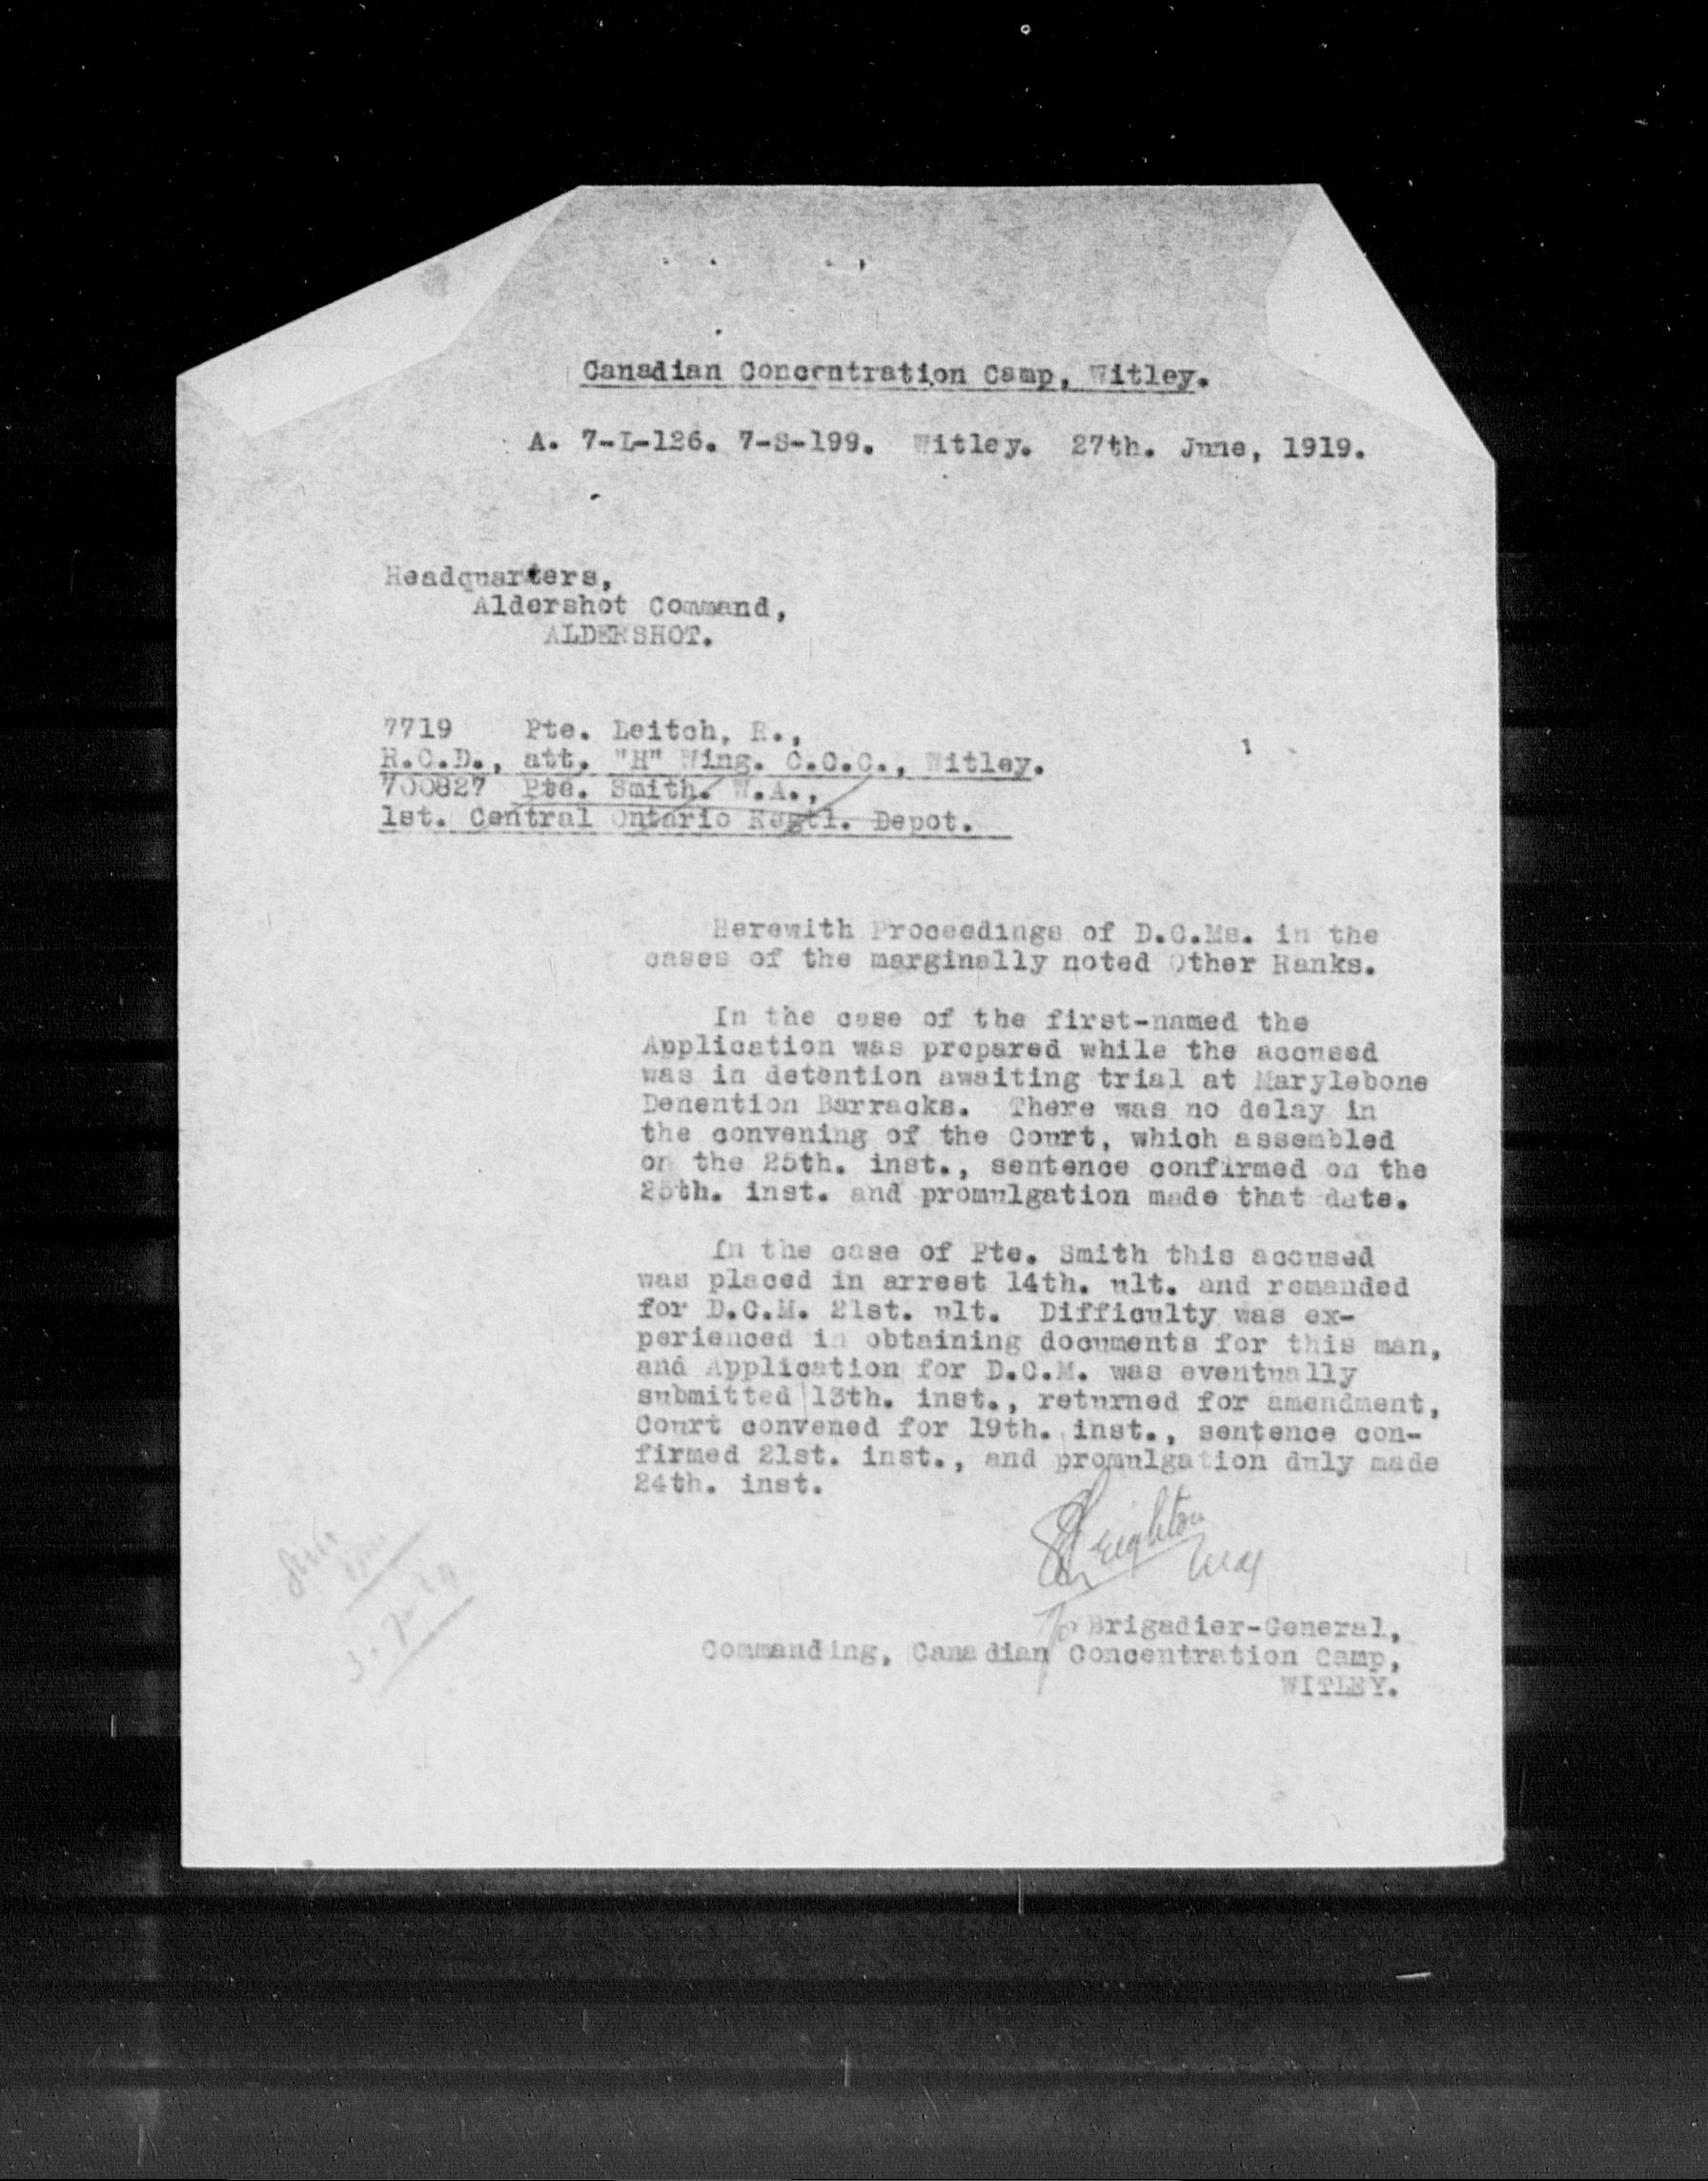 Canadian Concentration Camp, Witley.
A. 7-L-126. 7-S-199. Witley. 27th. June, 1919.
Headquarters,
Aldershot Command,
ALDERSHOT.
7719 Pte. Leitch, R.,
R.C.D., att. "H" Wing. C.C.C., Witley.
700827 Pte. Smith. W.A.,
1st. Central Ontario Regtl. Depot.
Herewith Proceedings of D.C.Ms. in the
cases of the marginally noted Other Ranks.
In the case of the first-named the
Application was prepared while the accused
was in detention awaiting trial at Marylebone
Denention Barracks. There was no delay in
the convening of the Court, which assembled
on the 25th. inst., sentence confirmed on the
25th. inst. and promulgation made that date.
In the case of Pte. Smith this accused
was placed in arrest 14th. ult. and remanded
for D.C.M. 21st. ult. Difficulty was ex-
perienced in obtaining documents for this man,
and Application for D.C.M. was eventually
submitted 13th. inst., returned for amendment,
Court convened for 19th. inst., sentence con-
firmed 21st. inst., and promulgation duly made
24th. inst.
for Brigadier-General,
Commanding, Canadian Concentration Camp,
WITLEY.